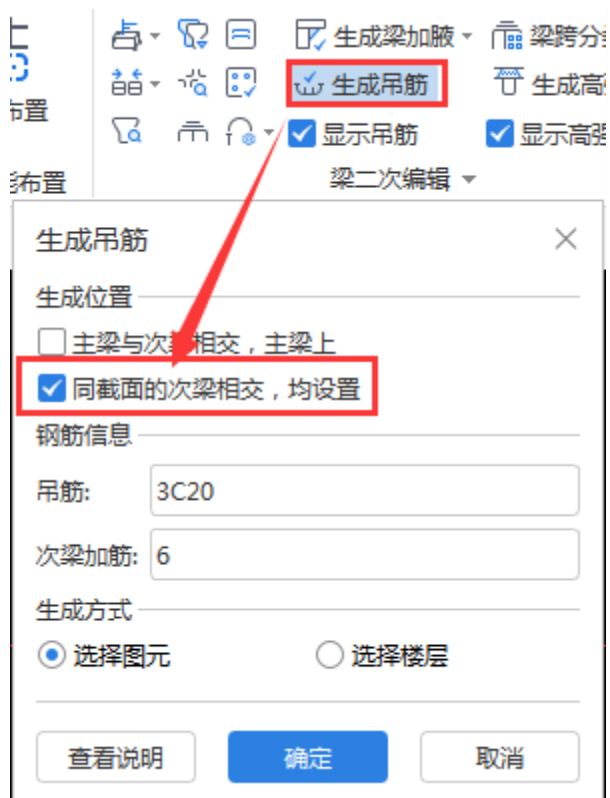 生成梁加腋 梁跨分
生成吊筋 生成高
布置
显示吊筋 显示高强
布置
梁二次编辑
生成吊筋
生成位置
主梁与次梁相交，主梁上
同截面的次梁相交，均设置
钢筋信息
吊筋: 3C20
次梁加筋: 6
生成方式
选择图元 选择楼层
查看说明 确定 取消